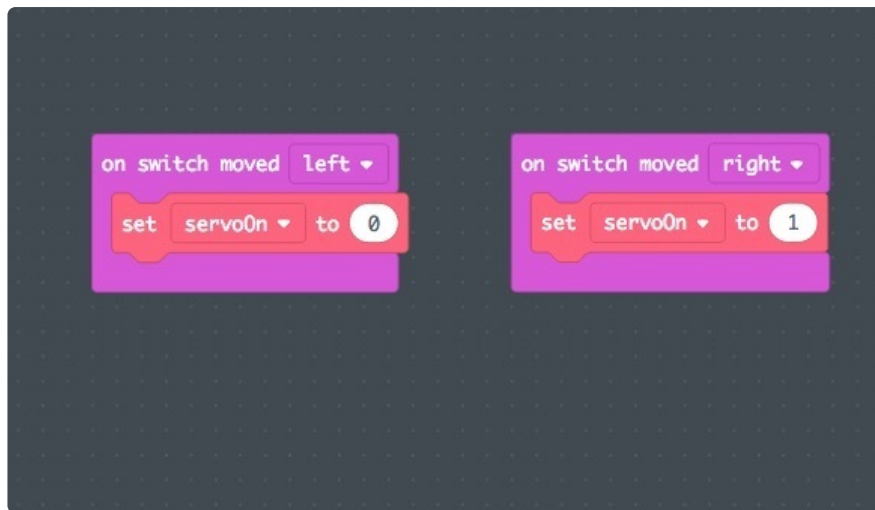 on switch moved left
set servoOn to 0
on switch moved right
set servoOn to 1